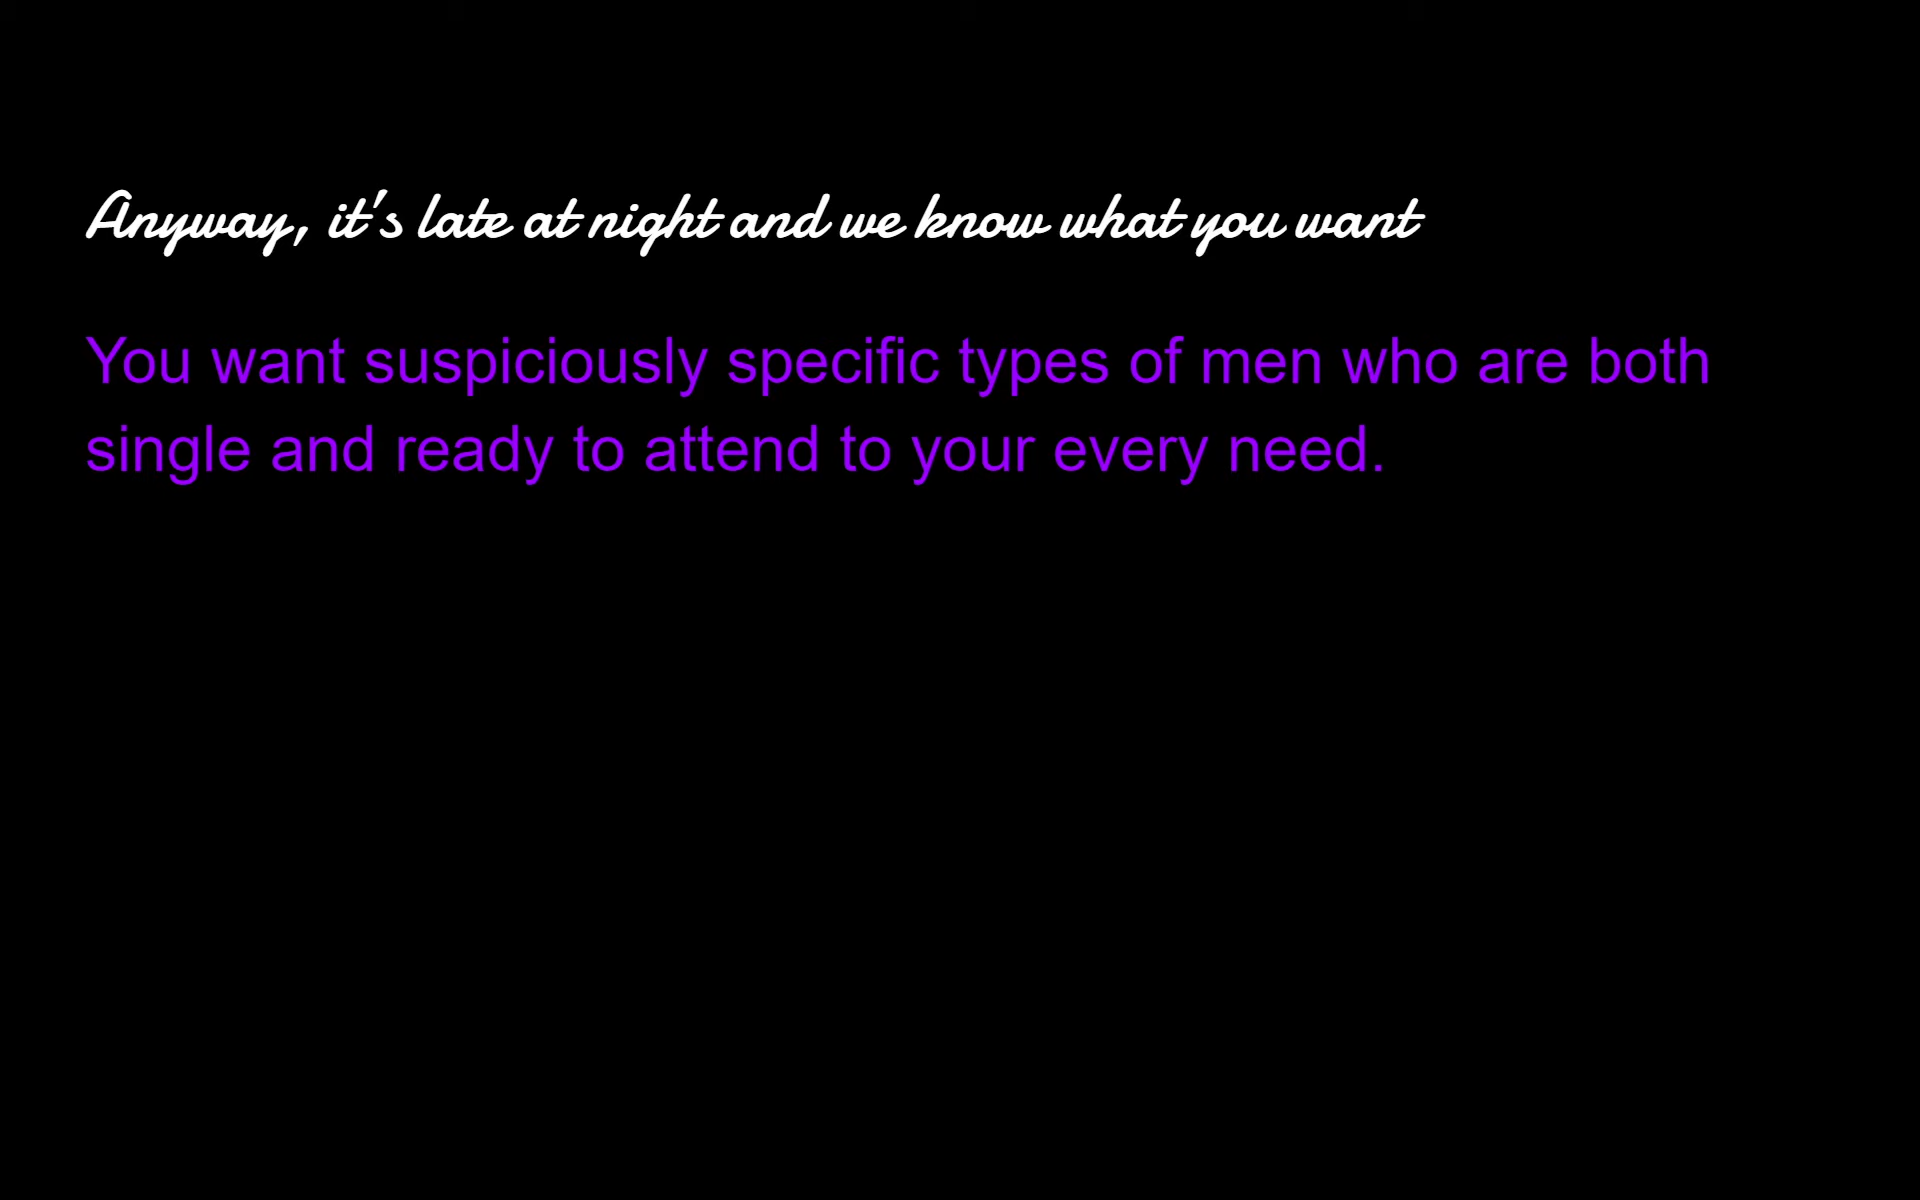 Anyway, it's late at night and we know what you want
You want suspiciously specific types of men who are both
single and ready to attend to your every need.